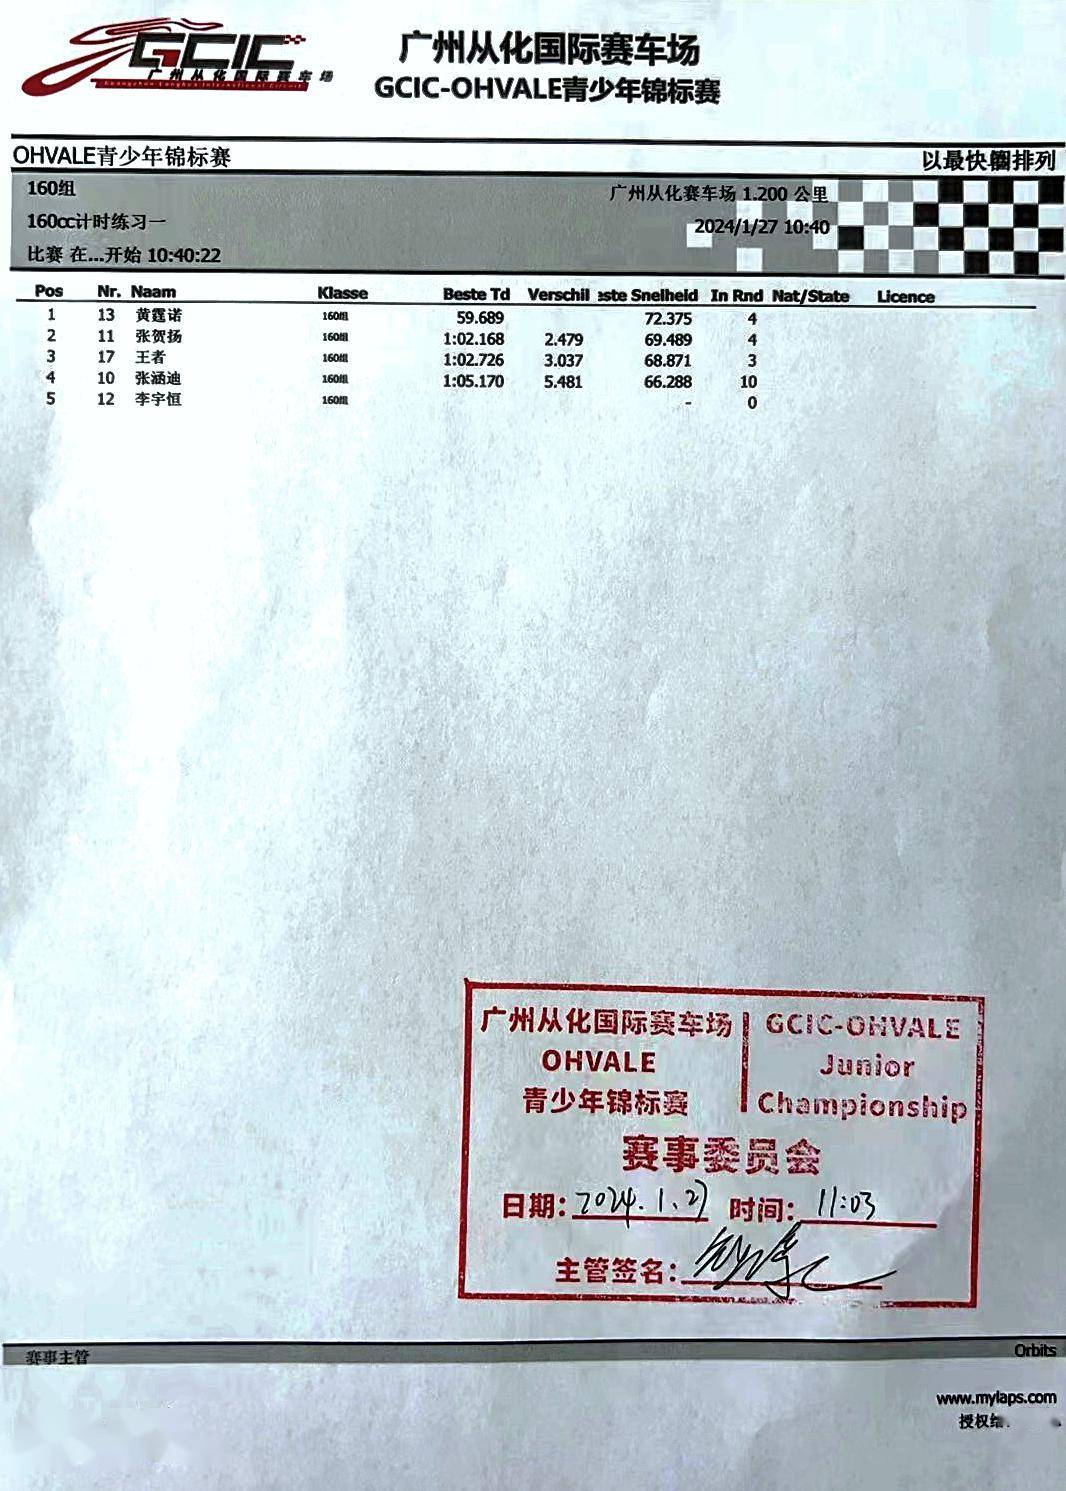 GCIC
广州从化国际赛车场
Guangzhou Conghua International Circuit
广州从化国际赛车场
GCIC-OHVALE青少年锦标赛
OHVALE青少年锦标赛 以最快圈排列
160组 广州从化赛车场 1.200 公里
160cc计时练习一 2024/1/27 10:40
比赛 在...开始 10:40:22
Pos Nr. Naam Klasse Beste Td Verschil ste Snelheid In Rnd Nat/State Licence
1 13 黄霆诺 160组 59.689 72.375 4
2 11 张贺扬 160组 1:02.168 2.479 69.489 4
3 17 王者 160组 1:02.726 3.037 68.871 3
4 10 张涵迪 160组 1:05.170 5.481 66.288 10
5 12 李宇恒 160组 - 0
广州从化国际赛车场 GCIC-OHVALE
OHVALE Junior
青少年锦标赛 Championship
赛事委员会
日期: 2024.1.27 时间: 11:03
主管签名:
赛事主管 Orbits
www.mylaps.com
授权给